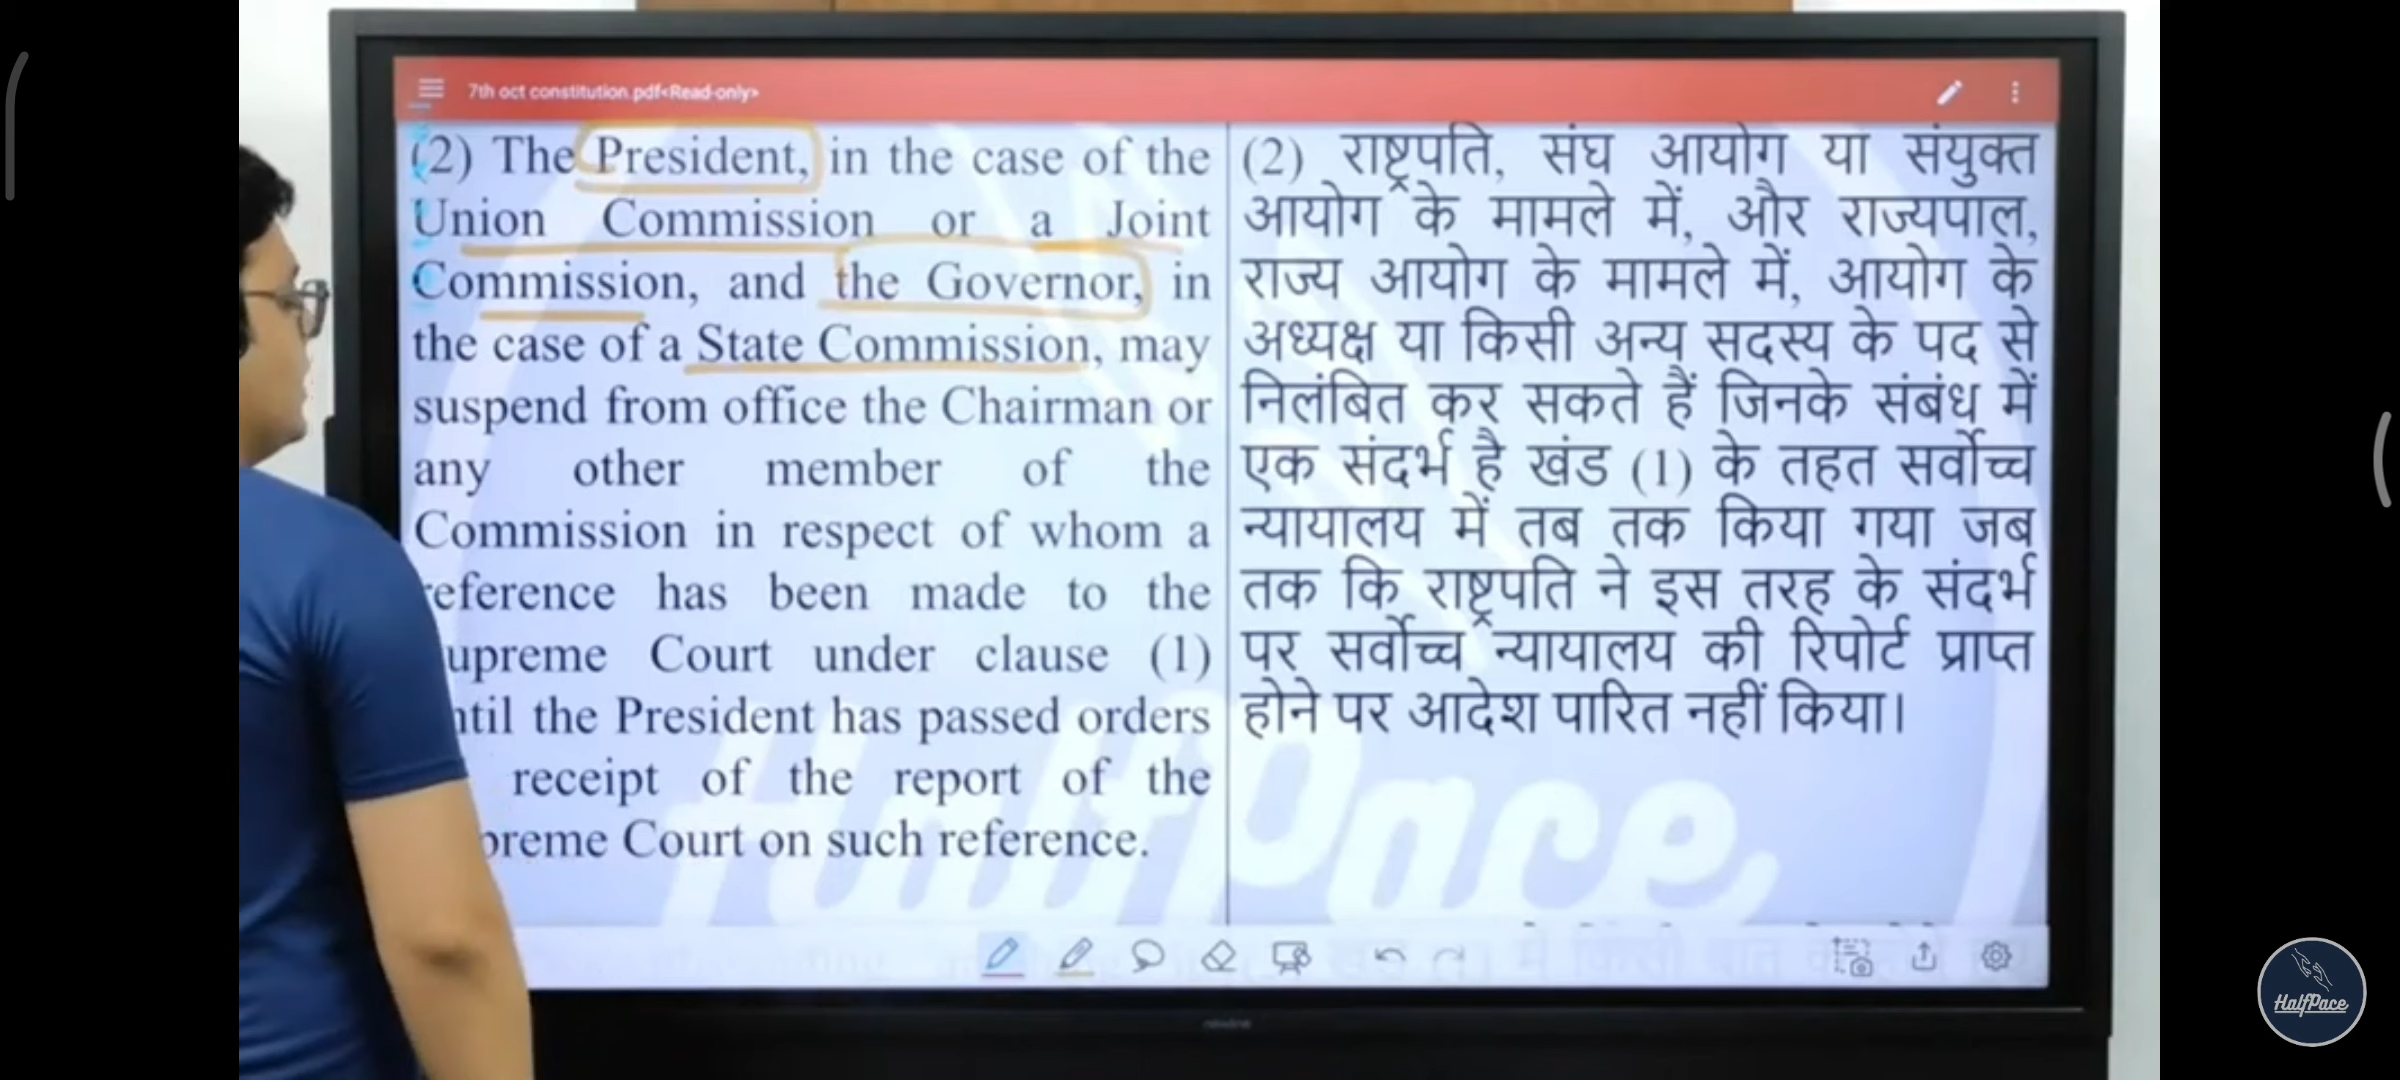 7th oct constitution.pdf<Read-only>
(2) The President, in the case of the
Union Commission or a Joint
Commission, and the Governor, in
the case of a State Commission, may
suspend from office the Chairman or
any other member of the
Commission in respect of whom a
reference has been made to the
upreme Court under clause (1)
ntil the President has passed orders
receipt of the report of the
preme Court on such reference.
(2) राष्ट्रपति, संघ आयोग या संयुक्त
आयोग के मामले में, और राज्यपाल,
राज्य आयोग के मामले में, आयोग के
अध्यक्ष या किसी अन्य सदस्य के पद से
निलंबित कर सकते हैं जिनके संबंध में
एक संदर्भ है खंड (1) के तहत सर्वोच्च
न्यायालय में तब तक किया गया जब
तक कि राष्ट्रपति ने इस तरह के संदर्भ
पर सर्वोच्च न्यायालय की रिपोर्ट प्राप्त
होने पर आदेश पारित नहीं किया।
HalfPace
newline
HalfPace